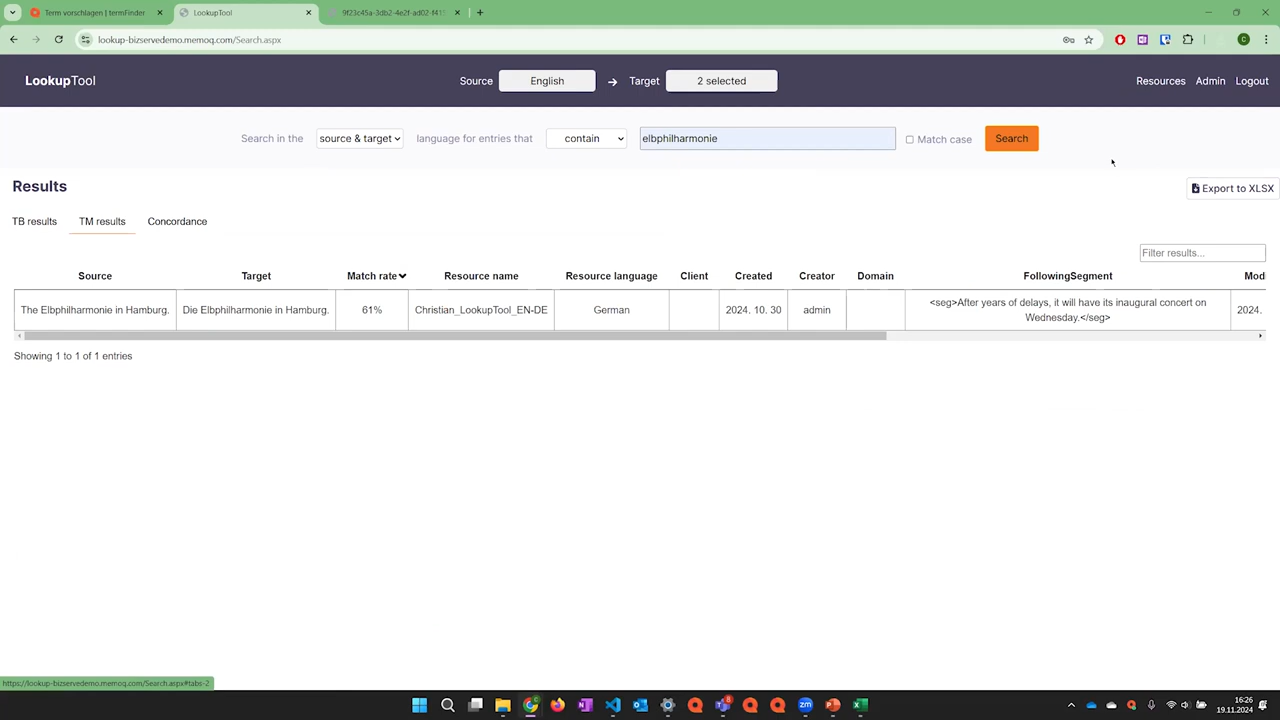 Term vorschlagen | termFinder
LookupTool
9f23c45a-3db2-4e2f-ad02-f41
lookup-bizservedemo.memoq.com/Search.aspx
LookupTool
Source English → Target 2 selected
Resources Admin Logout
Search in the source & target language for entries that contain elbphilharmonie Match case Search
Results
Export to XLSX
TB results TM results Concordance
Filter results...
Source Target Match rate Resource name Resource language Client Created Creator Domain FollowingSegment Mod
The Elbphilharmonie in Hamburg. Die Elbphilharmonie in Hamburg. 61% Christian_LookupTool_EN-DE German 2024. 10. 30 admin <seg>After years of delays, it will have its inaugural concert on 2024.
Wednesday.</seg>
Showing 1 to 1 of 1 entries
https://lookup-bizservedemo.memoq.com/Search.aspx#tabs-2
16:26
19.11.2024